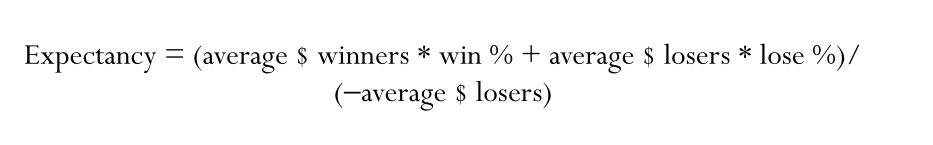 Expectancy = (average $ winners * win % + average $ losers * lose %)/
(−average $ losers)